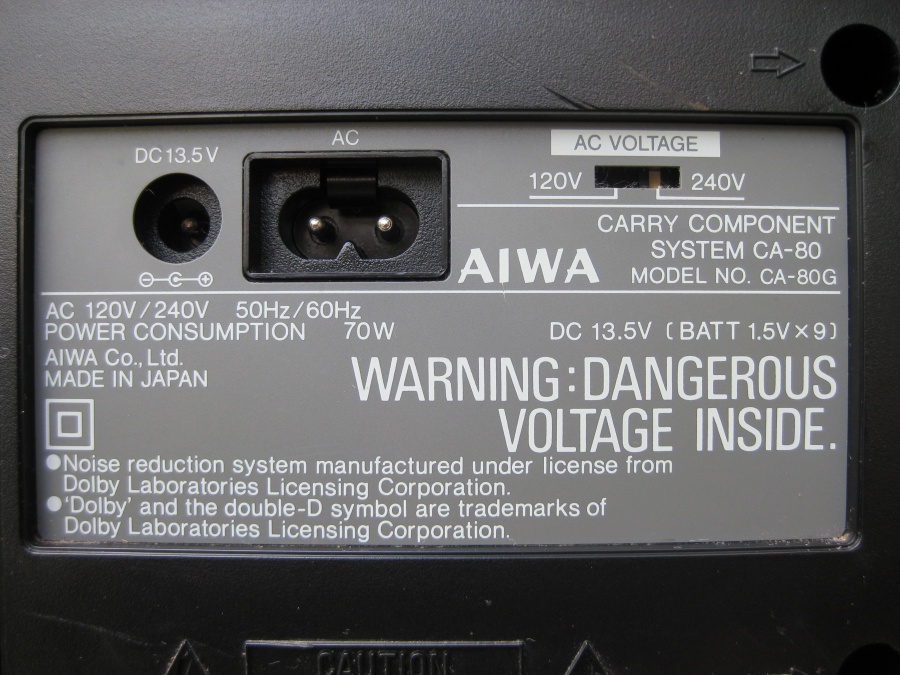 DC 13.5V
AC
AC VOLTAGE
120V 240V
CARRY COMPONENT
SYSTEM CA-80
AIWA MODEL NO. CA-80G
AC 120V/240V 50Hz/60Hz
POWER CONSUMPTION 70W
DC 13.5V (BATT 1.5V×9)
AIWA Co., Ltd.
MADE IN JAPAN
WARNING:DANGEROUS
VOLTAGE INSIDE.
●Noise reduction system manufactured under license from
Dolby Laboratories Licensing Corporation.
●'Dolby' and the double-D symbol are trademarks of
Dolby Laboratories Licensing Corporation.
CAUTION